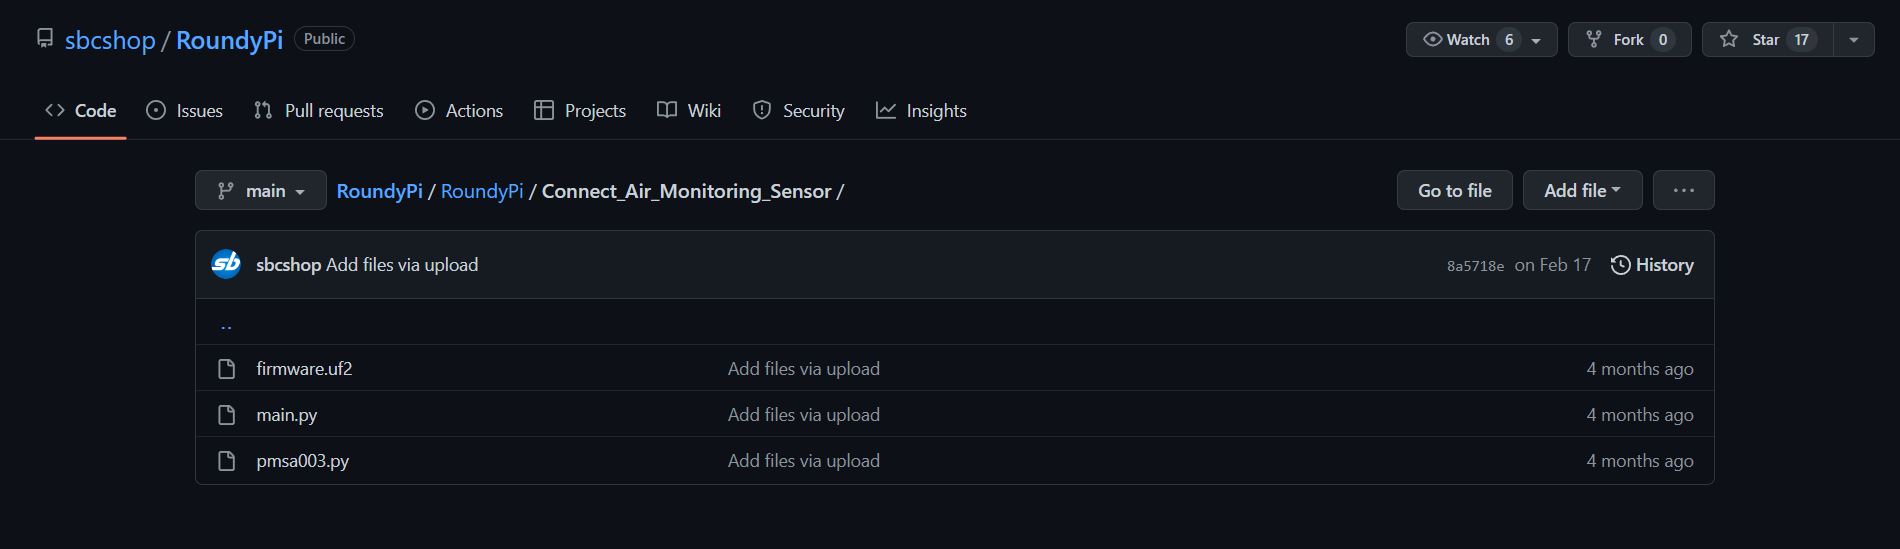 sbcshop / RoundyPi Public Watch 6 Fork 0 Star 17
Code Issues Pull requests Actions Projects Wiki Security Insights
main RoundyPi / RoundyPi / Connect_Air_Monitoring_Sensor / Go to file Add file ...
sb sbcshop Add files via upload 8a5718e on Feb 17 History
..
firmware.uf2 Add files via upload 4 months ago
main.py Add files via upload 4 months ago
pmsa003.py Add files via upload 4 months ago